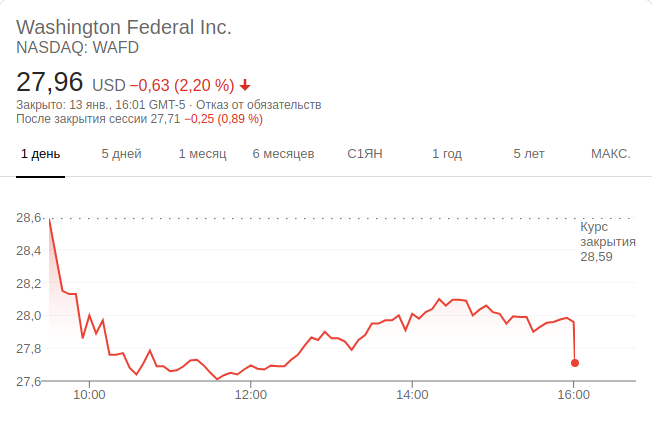 Washington Federal Inc.
NASDAQ: WAFD
27,96 USD −0,63 (2,20 %)
Закрыто: 13 янв., 16:01 GMT-5 · Отказ от обязательств
После закрытия сессии 27,71 −0,25 (0,89 %)
1 день 5 дней 1 месяц 6 месяцев С1ЯН 1 год 5 лет МАКС.
28,6
Курс
закрытия
28,59
28,4
28,2
28,0
27,8
27,6
10:00 12:00 14:00 16:00